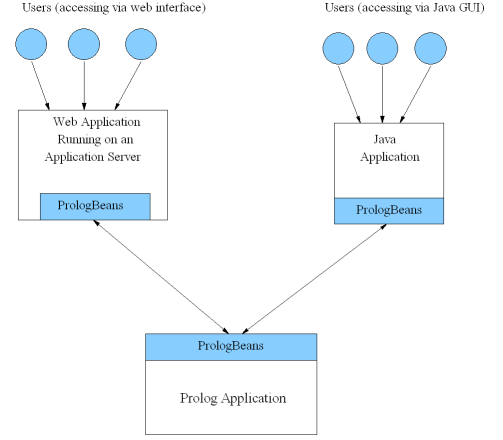 Users (accessing via web interface)
Users (accessing via Java GUI)
Web Application
Running on an
Application Server
PrologBeans
Java
Application
PrologBeans
PrologBeans
Prolog Application